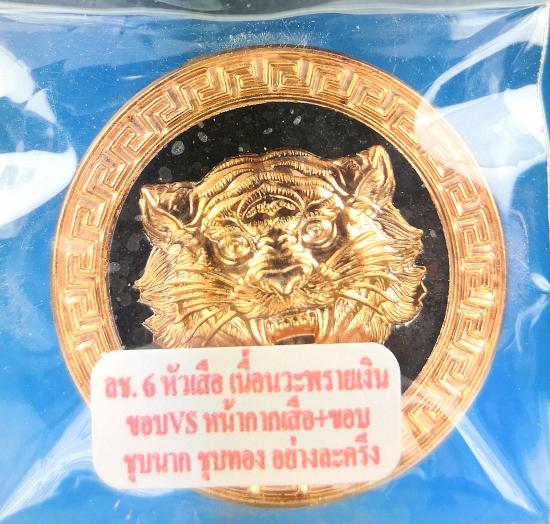 ลช. 6 หัวเสือ เนื้อนวะพรายเงิน
ขอบVS หน้ากากเสือ+ขอบ
ชุบนาก ชุบทอง อย่างละครึ่ง